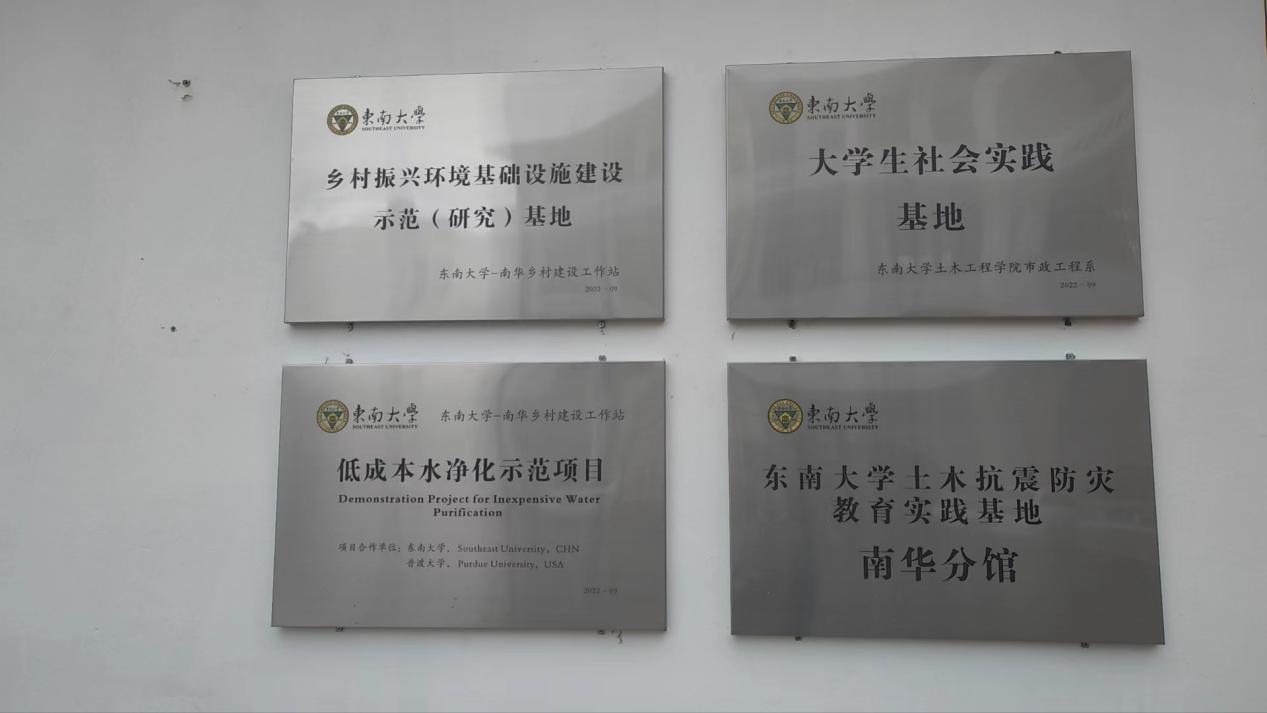 東南大學
SOUTHEAST UNIVERSITY
乡村振兴环境基础设施建设
示范（研究）基地
东南大学-南华乡村建设工作站
2022-09
東南大學
SOUTHEAST UNIVERSITY
大学生社会实践
基地
东南大学土木工程学院市政工程系
2022-09
東南大學
SOUTHEAST UNIVERSITY
东南大学-南华乡村建设工作站
低成本水净化示范项目
Demonstration Project for Inexpensive Water
Purification
项目合作单位：东南大学，Southeast University，CHN
普渡大学，Purdue University，USA
2022-09
東南大學
SOUTHEAST UNIVERSITY
东南大学土木抗震防灾
教育实践基地
南华分馆